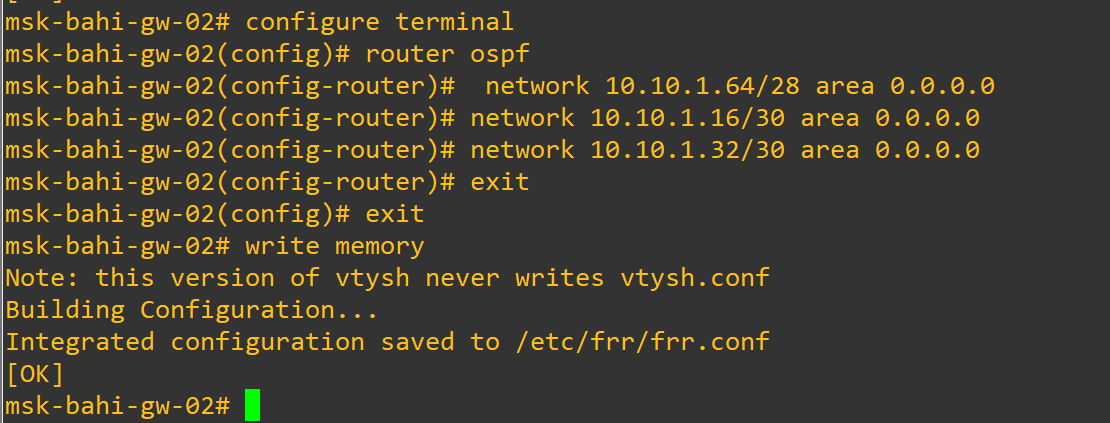 msk-bahi-gw-02# configure terminal
msk-bahi-gw-02(config)# router ospf
msk-bahi-gw-02(config-router)#  network 10.10.1.64/28 area 0.0.0.0
msk-bahi-gw-02(config-router)# network 10.10.1.16/30 area 0.0.0.0
msk-bahi-gw-02(config-router)# network 10.10.1.32/30 area 0.0.0.0
msk-bahi-gw-02(config-router)# exit
msk-bahi-gw-02(config)# exit
msk-bahi-gw-02# write memory
Note: this version of vtysh never writes vtysh.conf
Building Configuration...
Integrated configuration saved to /etc/frr/frr.conf
[OK]
msk-bahi-gw-02#